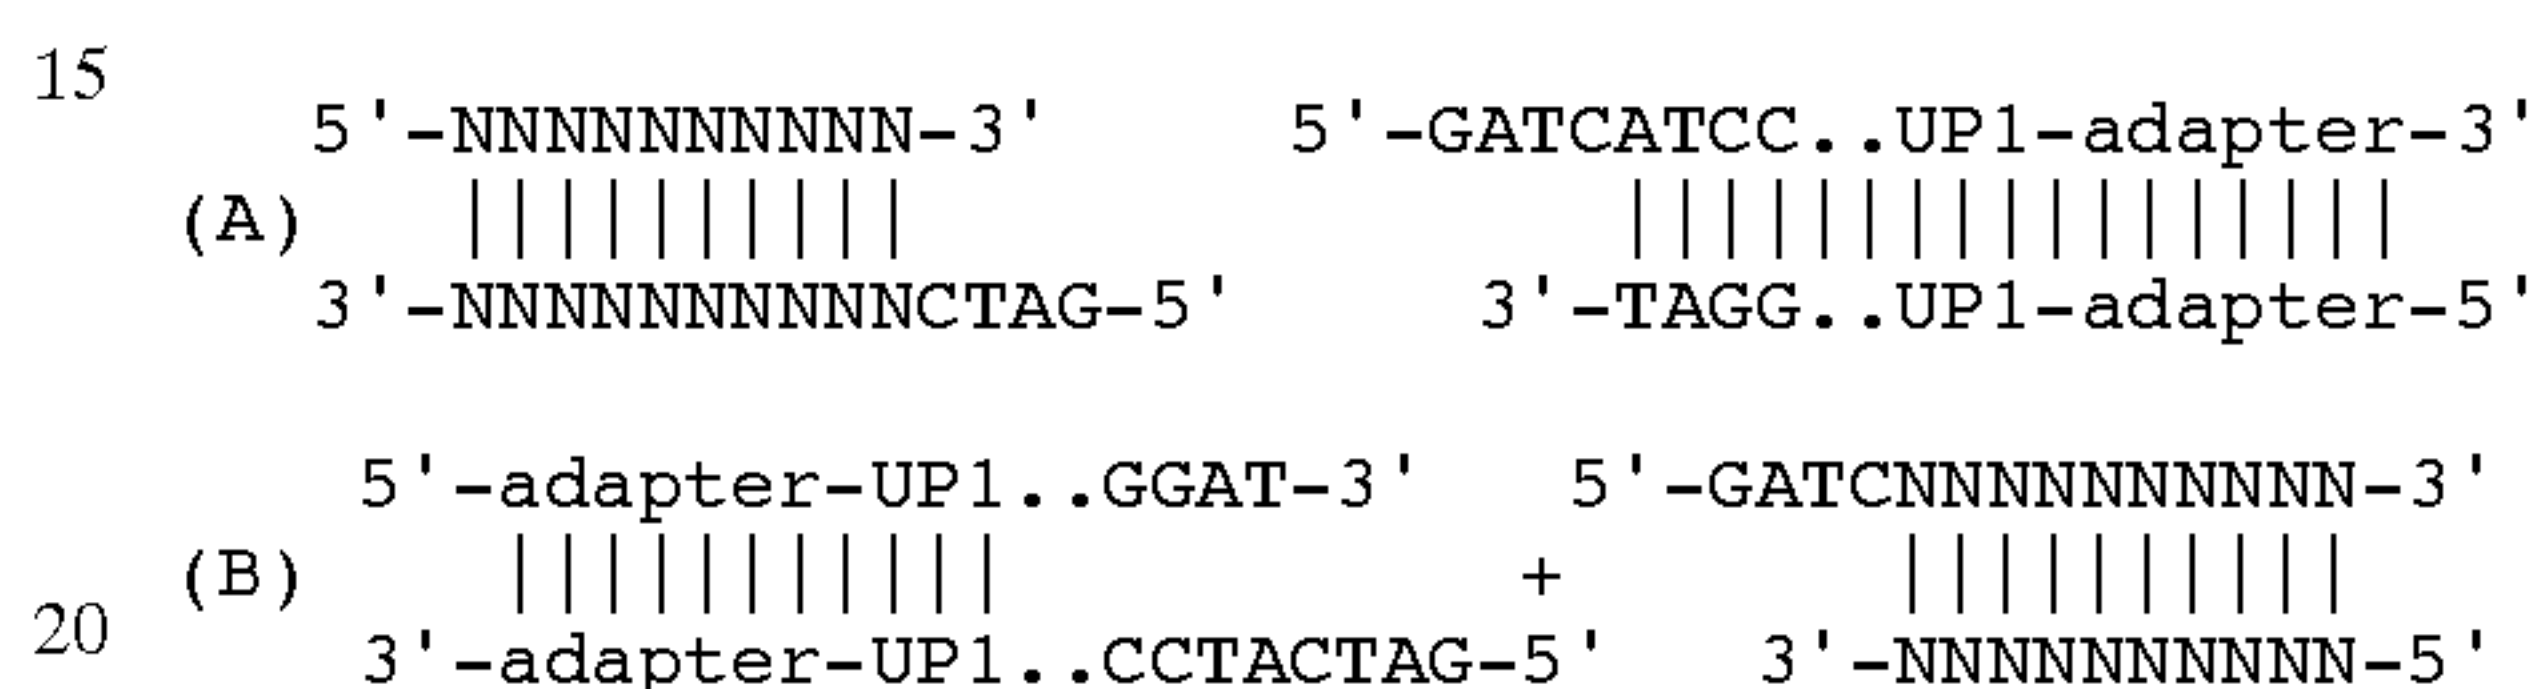 15
5'-NNNNNNNNNN-3' 5'-GATCATCC..UP1-adapter-3'
(A) |||||||||| |||||||||||||||||
3'-NNNNNNNNNNCTAG-5' 3'-TAGG..UP1-adapter-5'
5'-adapter-UP1..GGAT-3' 5'-GATCNNNNNNNNNN-3'
(B) ||||||||||| + ||||||||||
20
3'-adapter-UP1..CCTACTAG-5' 3'-NNNNNNNNNN-5'